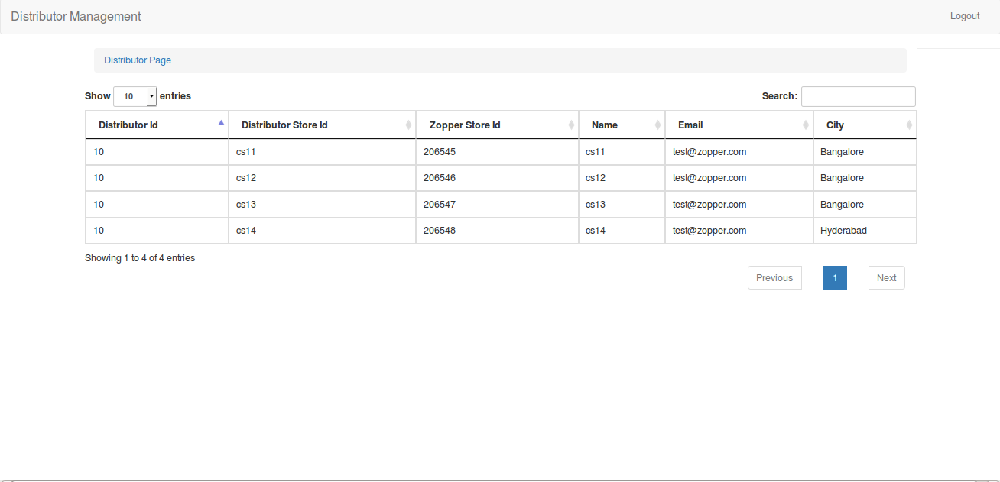 Distributor Management Logout
Distributor Page
Show 10 entries Search:
Distributor Id Distributor Store Id Zopper Store Id Name Email City
10 cs11 206545 cs11 test@zopper.com Bangalore
10 cs12 206546 cs12 test@zopper.com Bangalore
10 cs13 206547 cs13 test@zopper.com Bangalore
10 cs14 206548 cs14 test@zopper.com Hyderabad
Showing 1 to 4 of 4 entries
Previous 1 Next